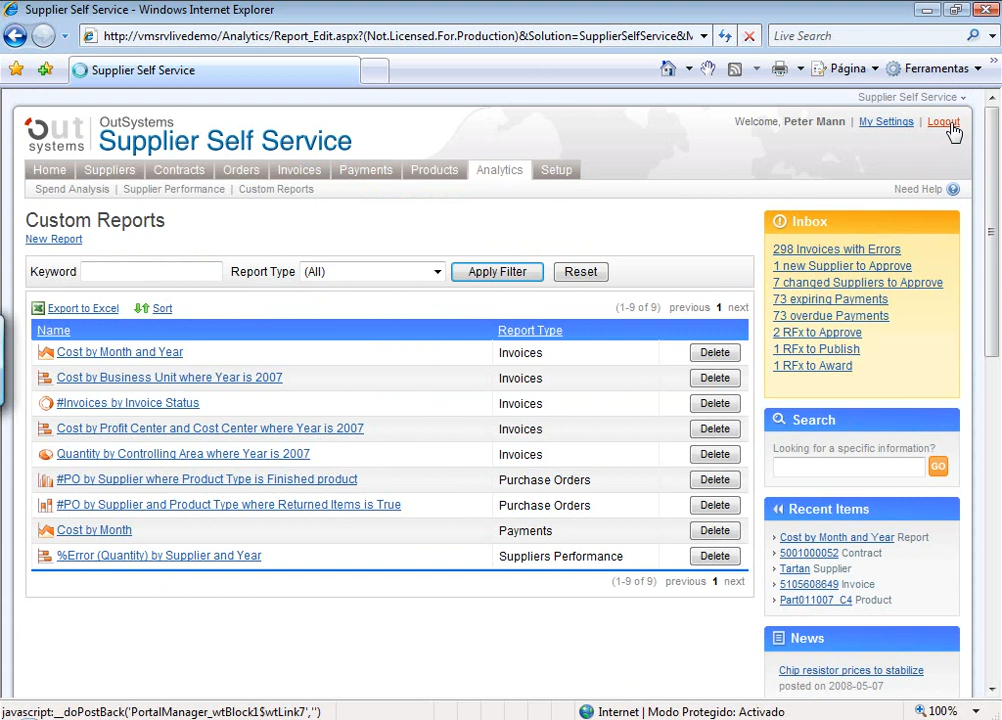 Supplier Self Service - Windows Internet Explorer
http://vmsrvlivedemo/Analytics/Report_Edit.aspx?(Not.Licensed.For.Production)&Solution=SupplierSelfService&M
Live Search
Supplier Self Service
Página
Ferramentas
Supplier Self Service
Out systems
OutSystems
Supplier Self Service
Welcome, Peter Mann | My Settings | Logout
Home Suppliers Contracts Orders Invoices Payments Products Analytics Setup
Spend Analysis | Supplier Performance | Custom Reports
Need Help ?
Custom Reports
New Report
Keyword Report Type (All) Apply Filter Reset
Export to Excel Sort (1-9 of 9) previous 1 next
Name Report Type
Cost by Month and Year Invoices Delete
Cost by Business Unit where Year is 2007 Invoices Delete
#Invoices by Invoice Status Invoices Delete
Cost by Profit Center and Cost Center where Year is 2007 Invoices Delete
Quantity by Controlling Area where Year is 2007 Invoices Delete
#PO by Supplier where Product Type is Finished product Purchase Orders Delete
#PO by Supplier and Product Type where Returned Items is True Purchase Orders Delete
Cost by Month Payments Delete
%Error (Quantity) by Supplier and Year Suppliers Performance Delete
(1-9 of 9) previous 1 next
Inbox
298 Invoices with Errors
1 new Supplier to Approve
7 changed Suppliers to Approve
73 expiring Payments
73 overdue Payments
2 RFx to Approve
1 RFx to Publish
1 RFx to Award
Search
Looking for a specific information?
GO
Recent Items
Cost by Month and Year Report
5001000052 Contract
Tartan Supplier
5105608649 Invoice
Part011007_C4 Product
News
Chip resistor prices to stabilize
posted on 2008-05-07
javascript:__doPostBack('PortalManager_wtBlock1$wtLink7','')
Internet | Modo Protegido: Activado
100%